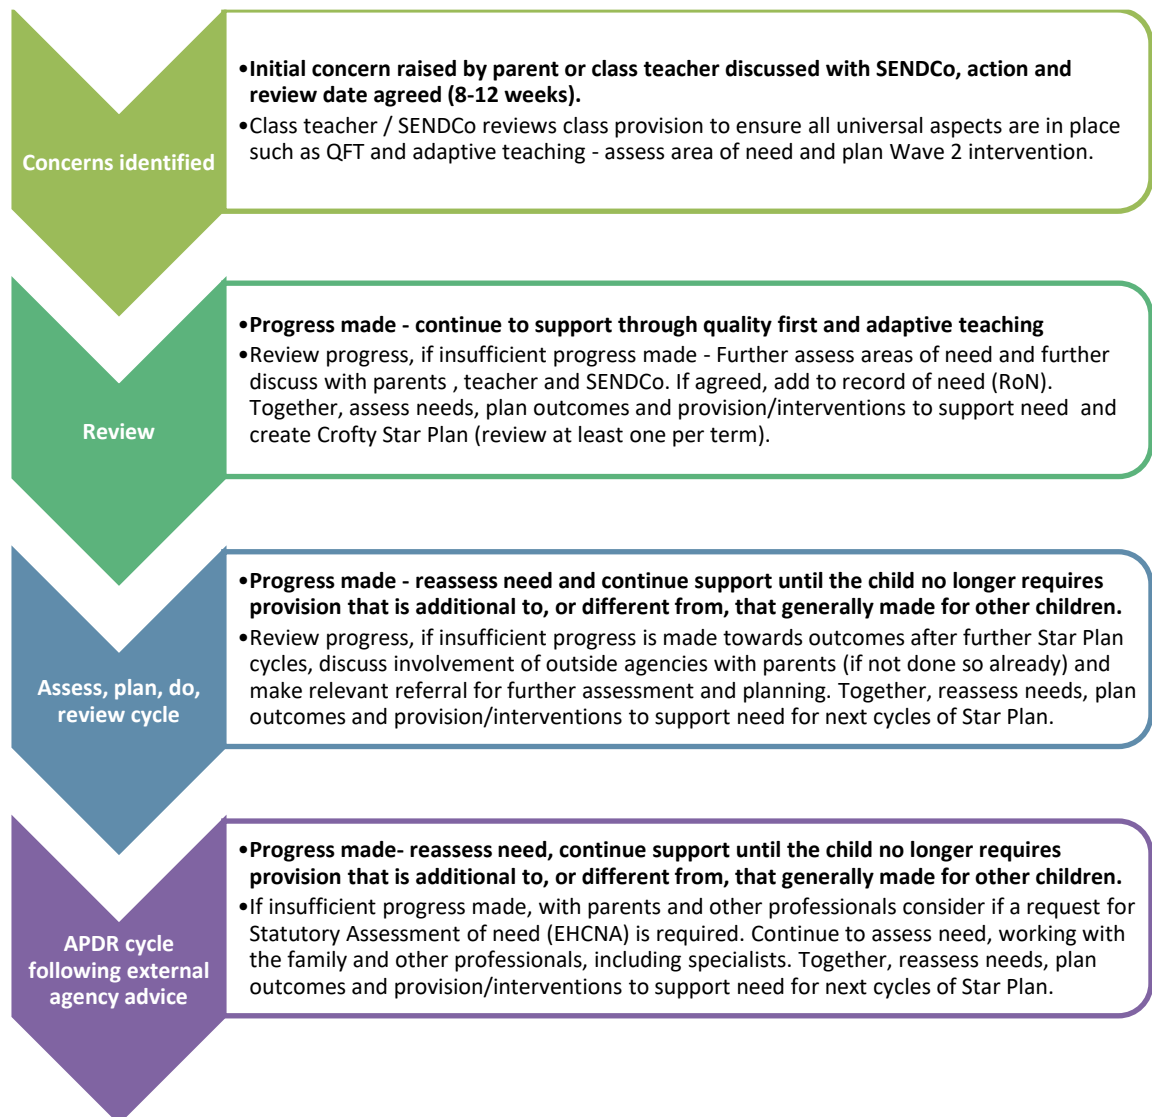 Concerns identified
•Initial concern raised by parent or class teacher discussed with SENDCo, action and
review date agreed (8-12 weeks).
•Class teacher / SENDCo reviews class provision to ensure all universal aspects are in place
such as QFT and adaptive teaching - assess area of need and plan Wave 2 intervention.
Review
•Progress made - continue to support through quality first and adaptive teaching
•Review progress, if insufficient progress made - Further assess areas of need and further
discuss with parents , teacher and SENDCo. If agreed, add to record of need (RoN).
Together, assess needs, plan outcomes and provision/interventions to support need and
create Crofty Star Plan (review at least one per term).
Assess, plan, do,
review cycle
•Progress made - reassess need and continue support until the child no longer requires
provision that is additional to, or different from, that generally made for other children.
•Review progress, if insufficient progress is made towards outcomes after further Star Plan
cycles, discuss involvement of outside agencies with parents (if not done so already) and
make relevant referral for further assessment and planning. Together, reassess needs, plan
outcomes and provision/interventions to support need for next cycles of Star Plan.
APDR cycle
following external
agency advice
•Progress made- reassess need, continue support until the child no longer requires
provision that is additional to, or different from, that generally made for other children.
•If insufficient progress made, with parents and other professionals consider if a request for
Statutory Assessment of need (EHCNA) is required. Continue to assess need, working with
the family and other professionals, including specialists. Together, reassess needs, plan
outcomes and provision/interventions to support need for next cycles of Star Plan.